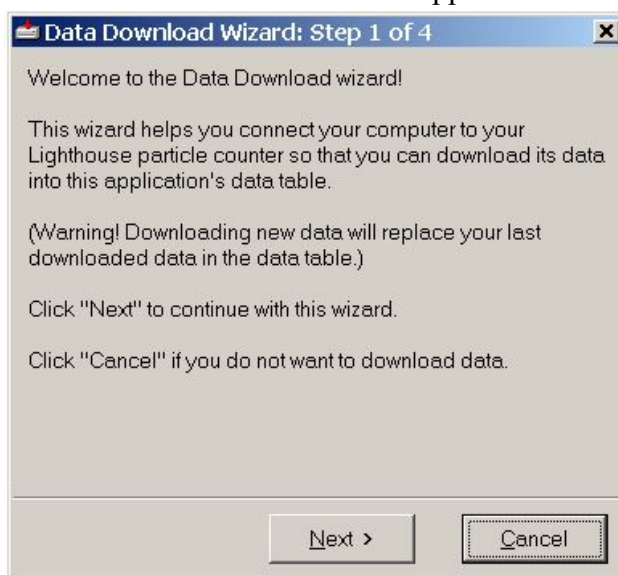 Data Download Wizard: Step 1 of 4
Welcome to the Data Download wizard!
This wizard helps you connect your computer to your
Lighthouse particle counter so that you can download its data
into this application's data table.
(Warning! Downloading new data will replace your last
downloaded data in the data table.)
Click "Next" to continue with this wizard.
Click "Cancel" if you do not want to download data.
Next >
Cancel